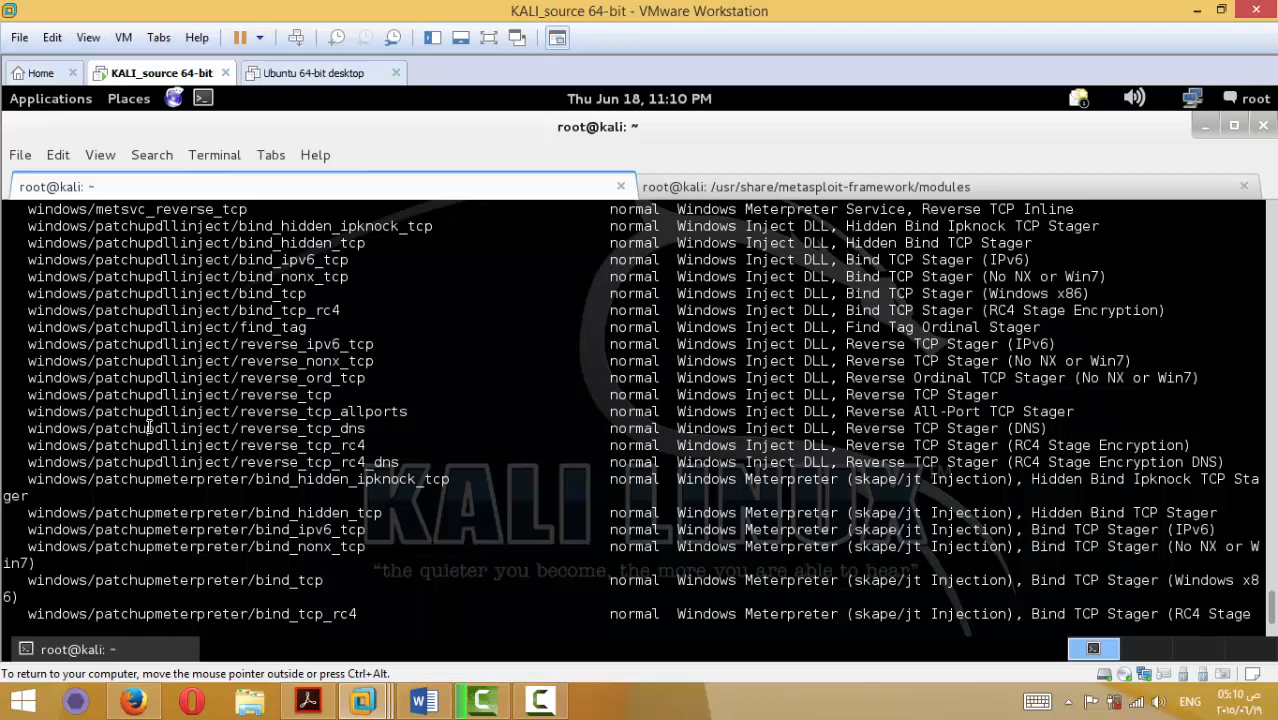 KALI_source 64-bit - VMware Workstation
File Edit View VM Tabs Help
Home KALI_source 64-bit Ubuntu 64-bit desktop
Applications Places Thu Jun 18, 11:10 PM root
root@kali: ~
File Edit View Search Terminal Tabs Help
root@kali: ~ root@kali: /usr/share/metasploit-framework/modules
windows/metsvc_reverse_tcp normal Windows Meterpreter Service, Reverse TCP Inline
windows/patchupdllinject/bind_hidden_ipknock_tcp normal Windows Inject DLL, Hidden Bind Ipknock TCP Stager
windows/patchupdllinject/bind_hidden_tcp normal Windows Inject DLL, Hidden Bind TCP Stager
windows/patchupdllinject/bind_ipv6_tcp normal Windows Inject DLL, Bind TCP Stager (IPv6)
windows/patchupdllinject/bind_nonx_tcp normal Windows Inject DLL, Bind TCP Stager (No NX or Win7)
windows/patchupdllinject/bind_tcp normal Windows Inject DLL, Bind TCP Stager (Windows x86)
windows/patchupdllinject/bind_tcp_rc4 normal Windows Inject DLL, Bind TCP Stager (RC4 Stage Encryption)
windows/patchupdllinject/find_tag normal Windows Inject DLL, Find Tag Ordinal Stager
windows/patchupdllinject/reverse_ipv6_tcp normal Windows Inject DLL, Reverse TCP Stager (IPv6)
windows/patchupdllinject/reverse_nonx_tcp normal Windows Inject DLL, Reverse TCP Stager (No NX or Win7)
windows/patchupdllinject/reverse_ord_tcp normal Windows Inject DLL, Reverse Ordinal TCP Stager (No NX or Win7)
windows/patchupdllinject/reverse_tcp normal Windows Inject DLL, Reverse TCP Stager
windows/patchupdllinject/reverse_tcp_allports normal Windows Inject DLL, Reverse All-Port TCP Stager
windows/patchupdllinject/reverse_tcp_dns normal Windows Inject DLL, Reverse TCP Stager (DNS)
windows/patchupdllinject/reverse_tcp_rc4 normal Windows Inject DLL, Reverse TCP Stager (RC4 Stage Encryption)
windows/patchupdllinject/reverse_tcp_rc4_dns normal Windows Inject DLL, Reverse TCP Stager (RC4 Stage Encryption DNS)
windows/patchupmeterpreter/bind_hidden_ipknock_tcp normal Windows Meterpreter (skape/jt Injection), Hidden Bind Ipknock TCP Sta
ger
windows/patchupmeterpreter/bind_hidden_tcp normal Windows Meterpreter (skape/jt Injection), Hidden Bind TCP Stager
windows/patchupmeterpreter/bind_ipv6_tcp normal Windows Meterpreter (skape/jt Injection), Bind TCP Stager (IPv6)
windows/patchupmeterpreter/bind_nonx_tcp normal Windows Meterpreter (skape/jt Injection), Bind TCP Stager (No NX or W
in7)
windows/patchupmeterpreter/bind_tcp normal Windows Meterpreter (skape/jt Injection), Bind TCP Stager (Windows x8
6)
windows/patchupmeterpreter/bind_tcp_rc4 normal Windows Meterpreter (skape/jt Injection), Bind TCP Stager (RC4 Stage
KALI LINUX
"the quieter you become, the more you are able to hear"
root@kali: ~
To return to your computer, move the mouse pointer outside or press Ctrl+Alt.
ENG 05:10 ص
٢٠١٥/٠٦/١٩